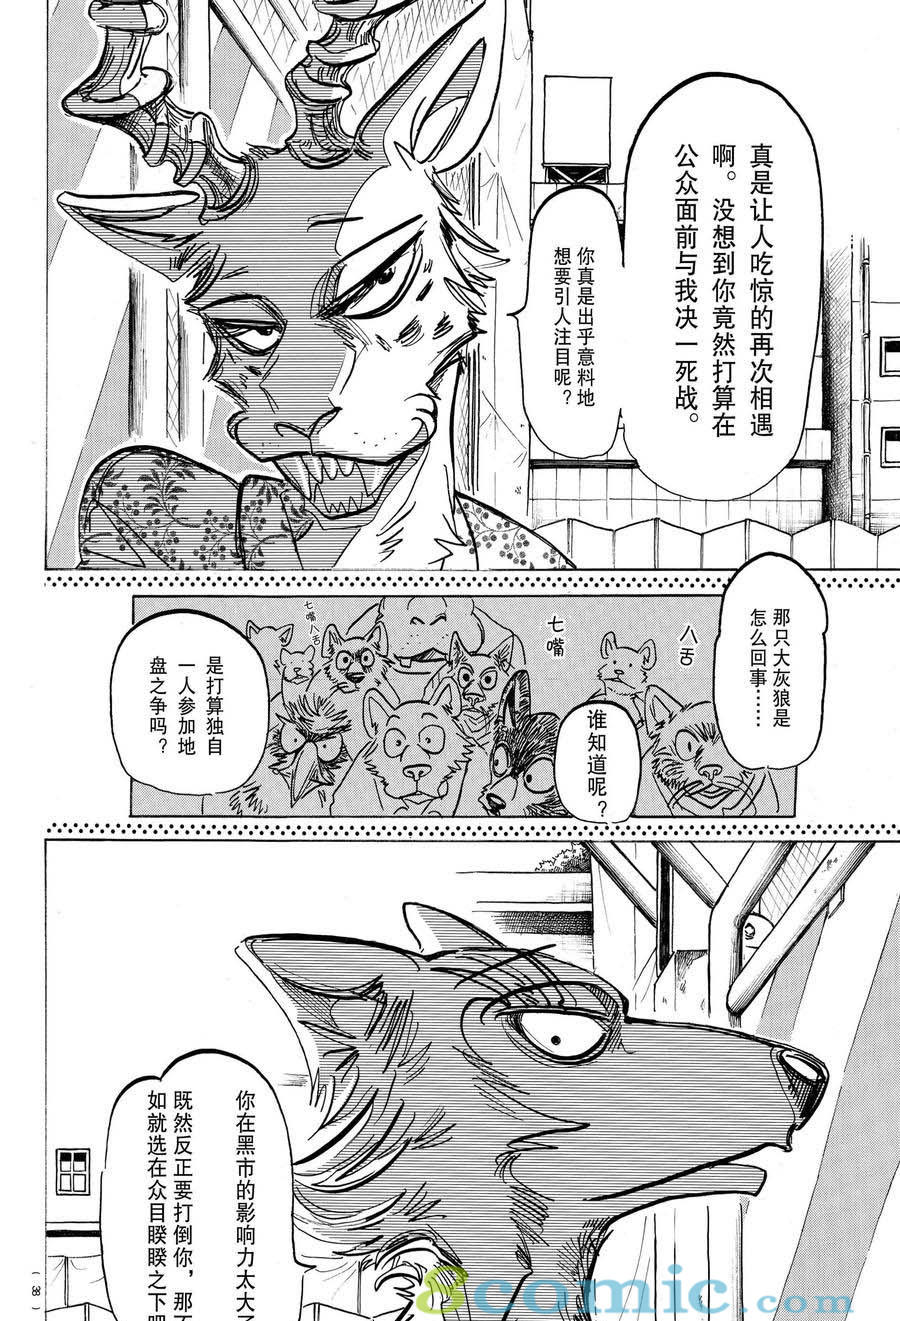 真是让人吃惊的再次相遇
啊。没想到你竟然打算在
公众面前与我决一死战。
你真是出乎意料地
想要引人注目呢？
那只大灰狼是
怎么回事……
八舌
七嘴
谁知道呢？
七嘴八舌
是打算独自
一人参加地
盘之争吗？
你在黑市的影响力太大了
既然反正要打倒你，那不
如就选在众目睽睽之下吧
( 38 )
8comic.com